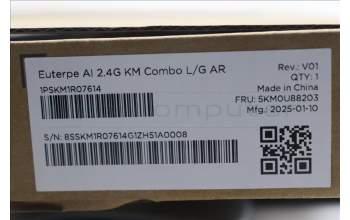 Euterpe AI 2.4G KM Combo L/G AR
Rev.: V01
QTY: 1
1PSKM1R07614
Made in China
FRU: 5KM0U88203
Mfg.: 2025-01-10
S/N: 8SSKM1R07614G1ZH51A0008